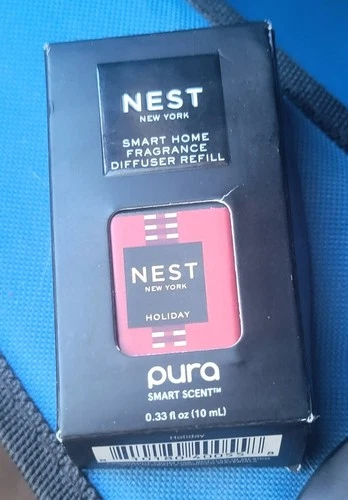 NEST
NEW YORK
SMART HOME
FRAGRANCE
DIFFUSER REFILL
NEST
NEW YORK
HOLIDAY
pura
SMART SCENT™
0.33 fl oz (10 mL)
Holiday